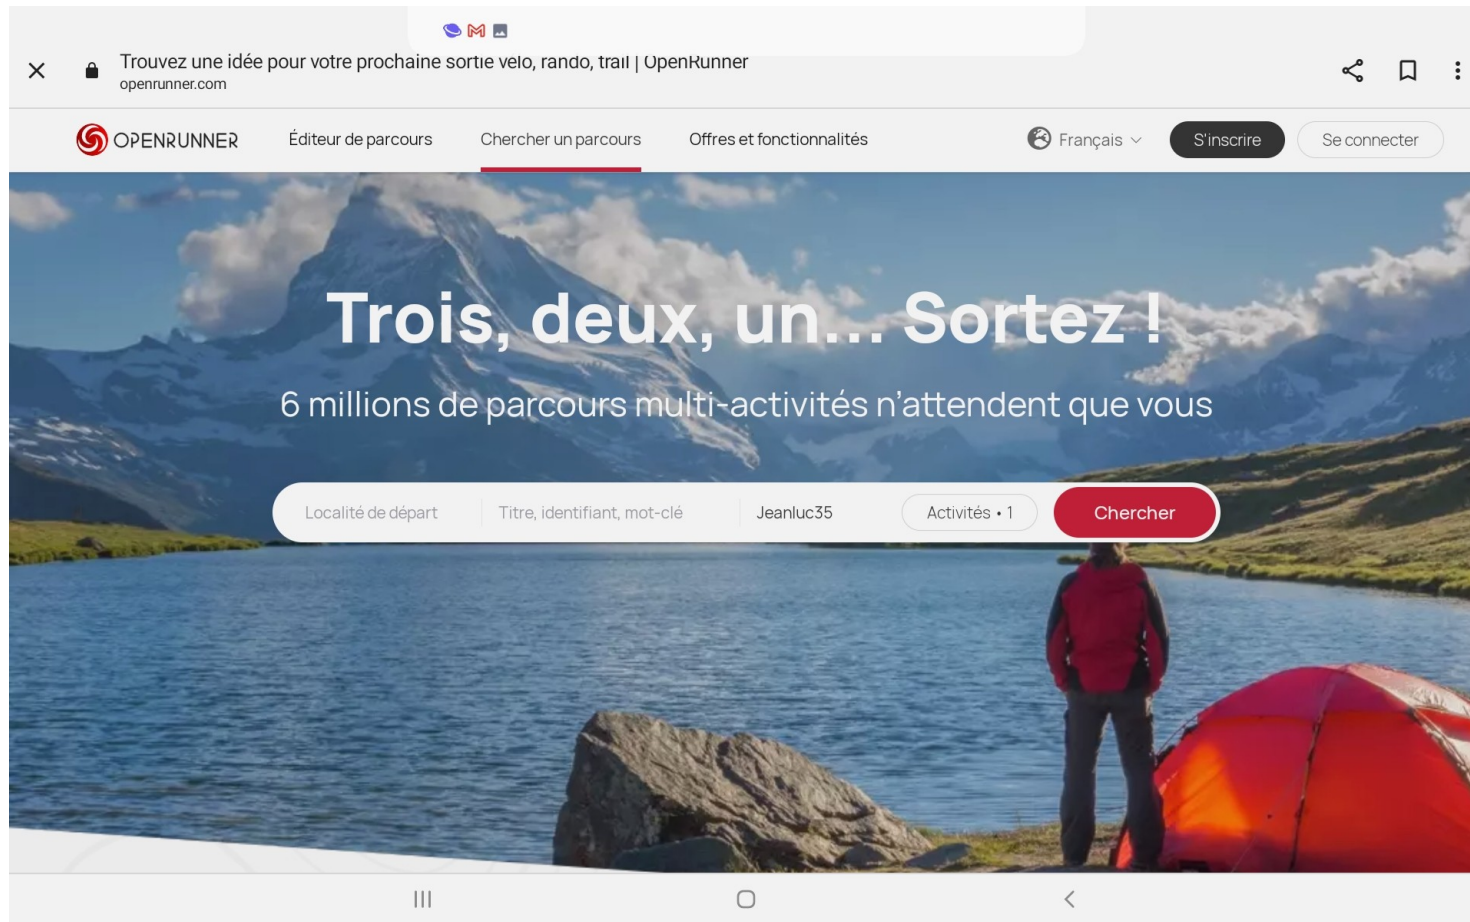 Trouvez une idée pour votre prochaine sortie vélo, rando, trail | OpenRunner
openrunner.com
OPENRUNNER
Éditeur de parcours
Chercher un parcours
Offres et fonctionnalités
Français
S'inscrire
Se connecter
Trois, deux, un... Sortez !
6 millions de parcours multi-activités n'attendent que vous
Localité de départ
Titre, identifiant, mot-clé
Jeanluc35
Activités • 1
Chercher